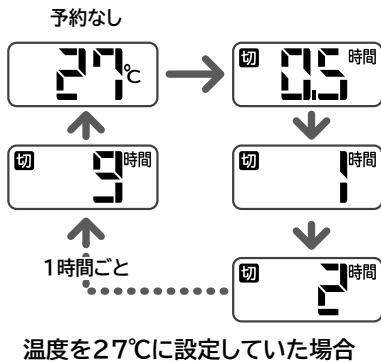 予約なし
27℃
切 0.5 時間
切 9 時間
切 1 時間
1時間ごと
切 2 時間
温度を27℃に設定していた場合